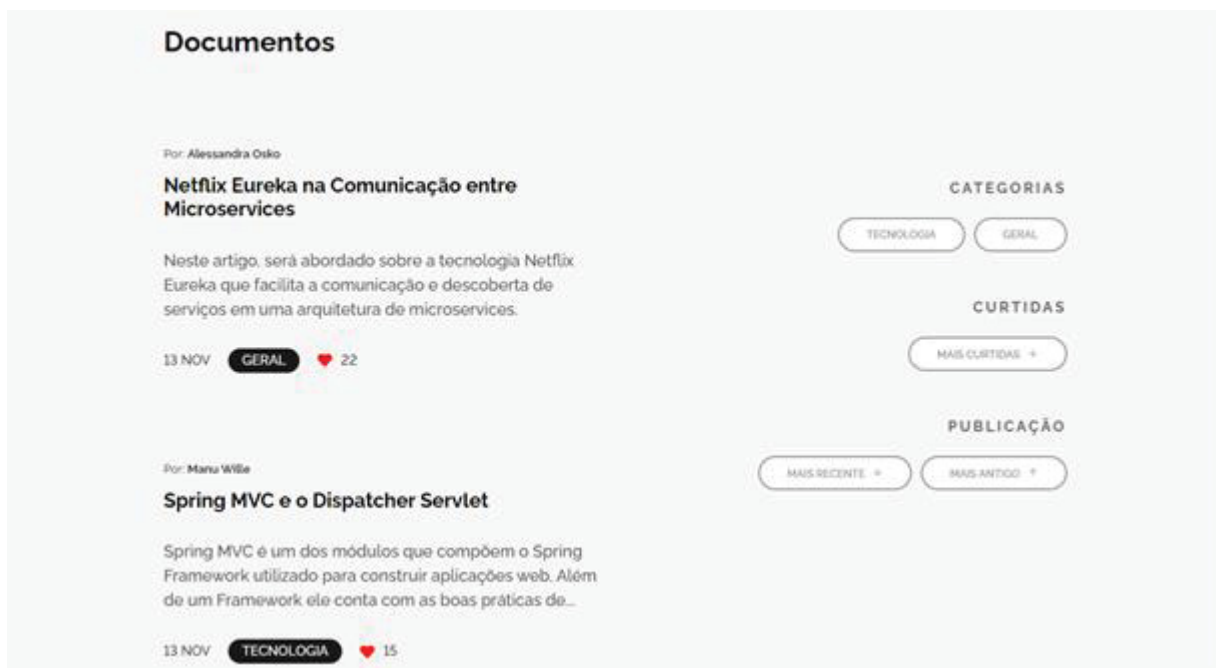 Documentos
Por: Alessandra Osko
Netflix Eureka na Comunicação entre
Microservices
Neste artigo, será abordado sobre a tecnologia Netflix
Eureka que facilita a comunicação e descoberta de
serviços em uma arquitetura de microservices.
13 NOV GERAL 22
Por: Manu Wille
Spring MVC e o Dispatcher Servlet
Spring MVC é um dos módulos que compõem o Spring
Framework utilizado para construir aplicações web. Além
de um Framework ele conta com as boas práticas de...
13 NOV TECNOLOGIA 15
CATEGORIAS
TECNOLOGIA GERAL
CURTIDAS
MAIS CURTIDAS
PUBLICAÇÃO
MAIS RECENTE MAIS ANTIGO